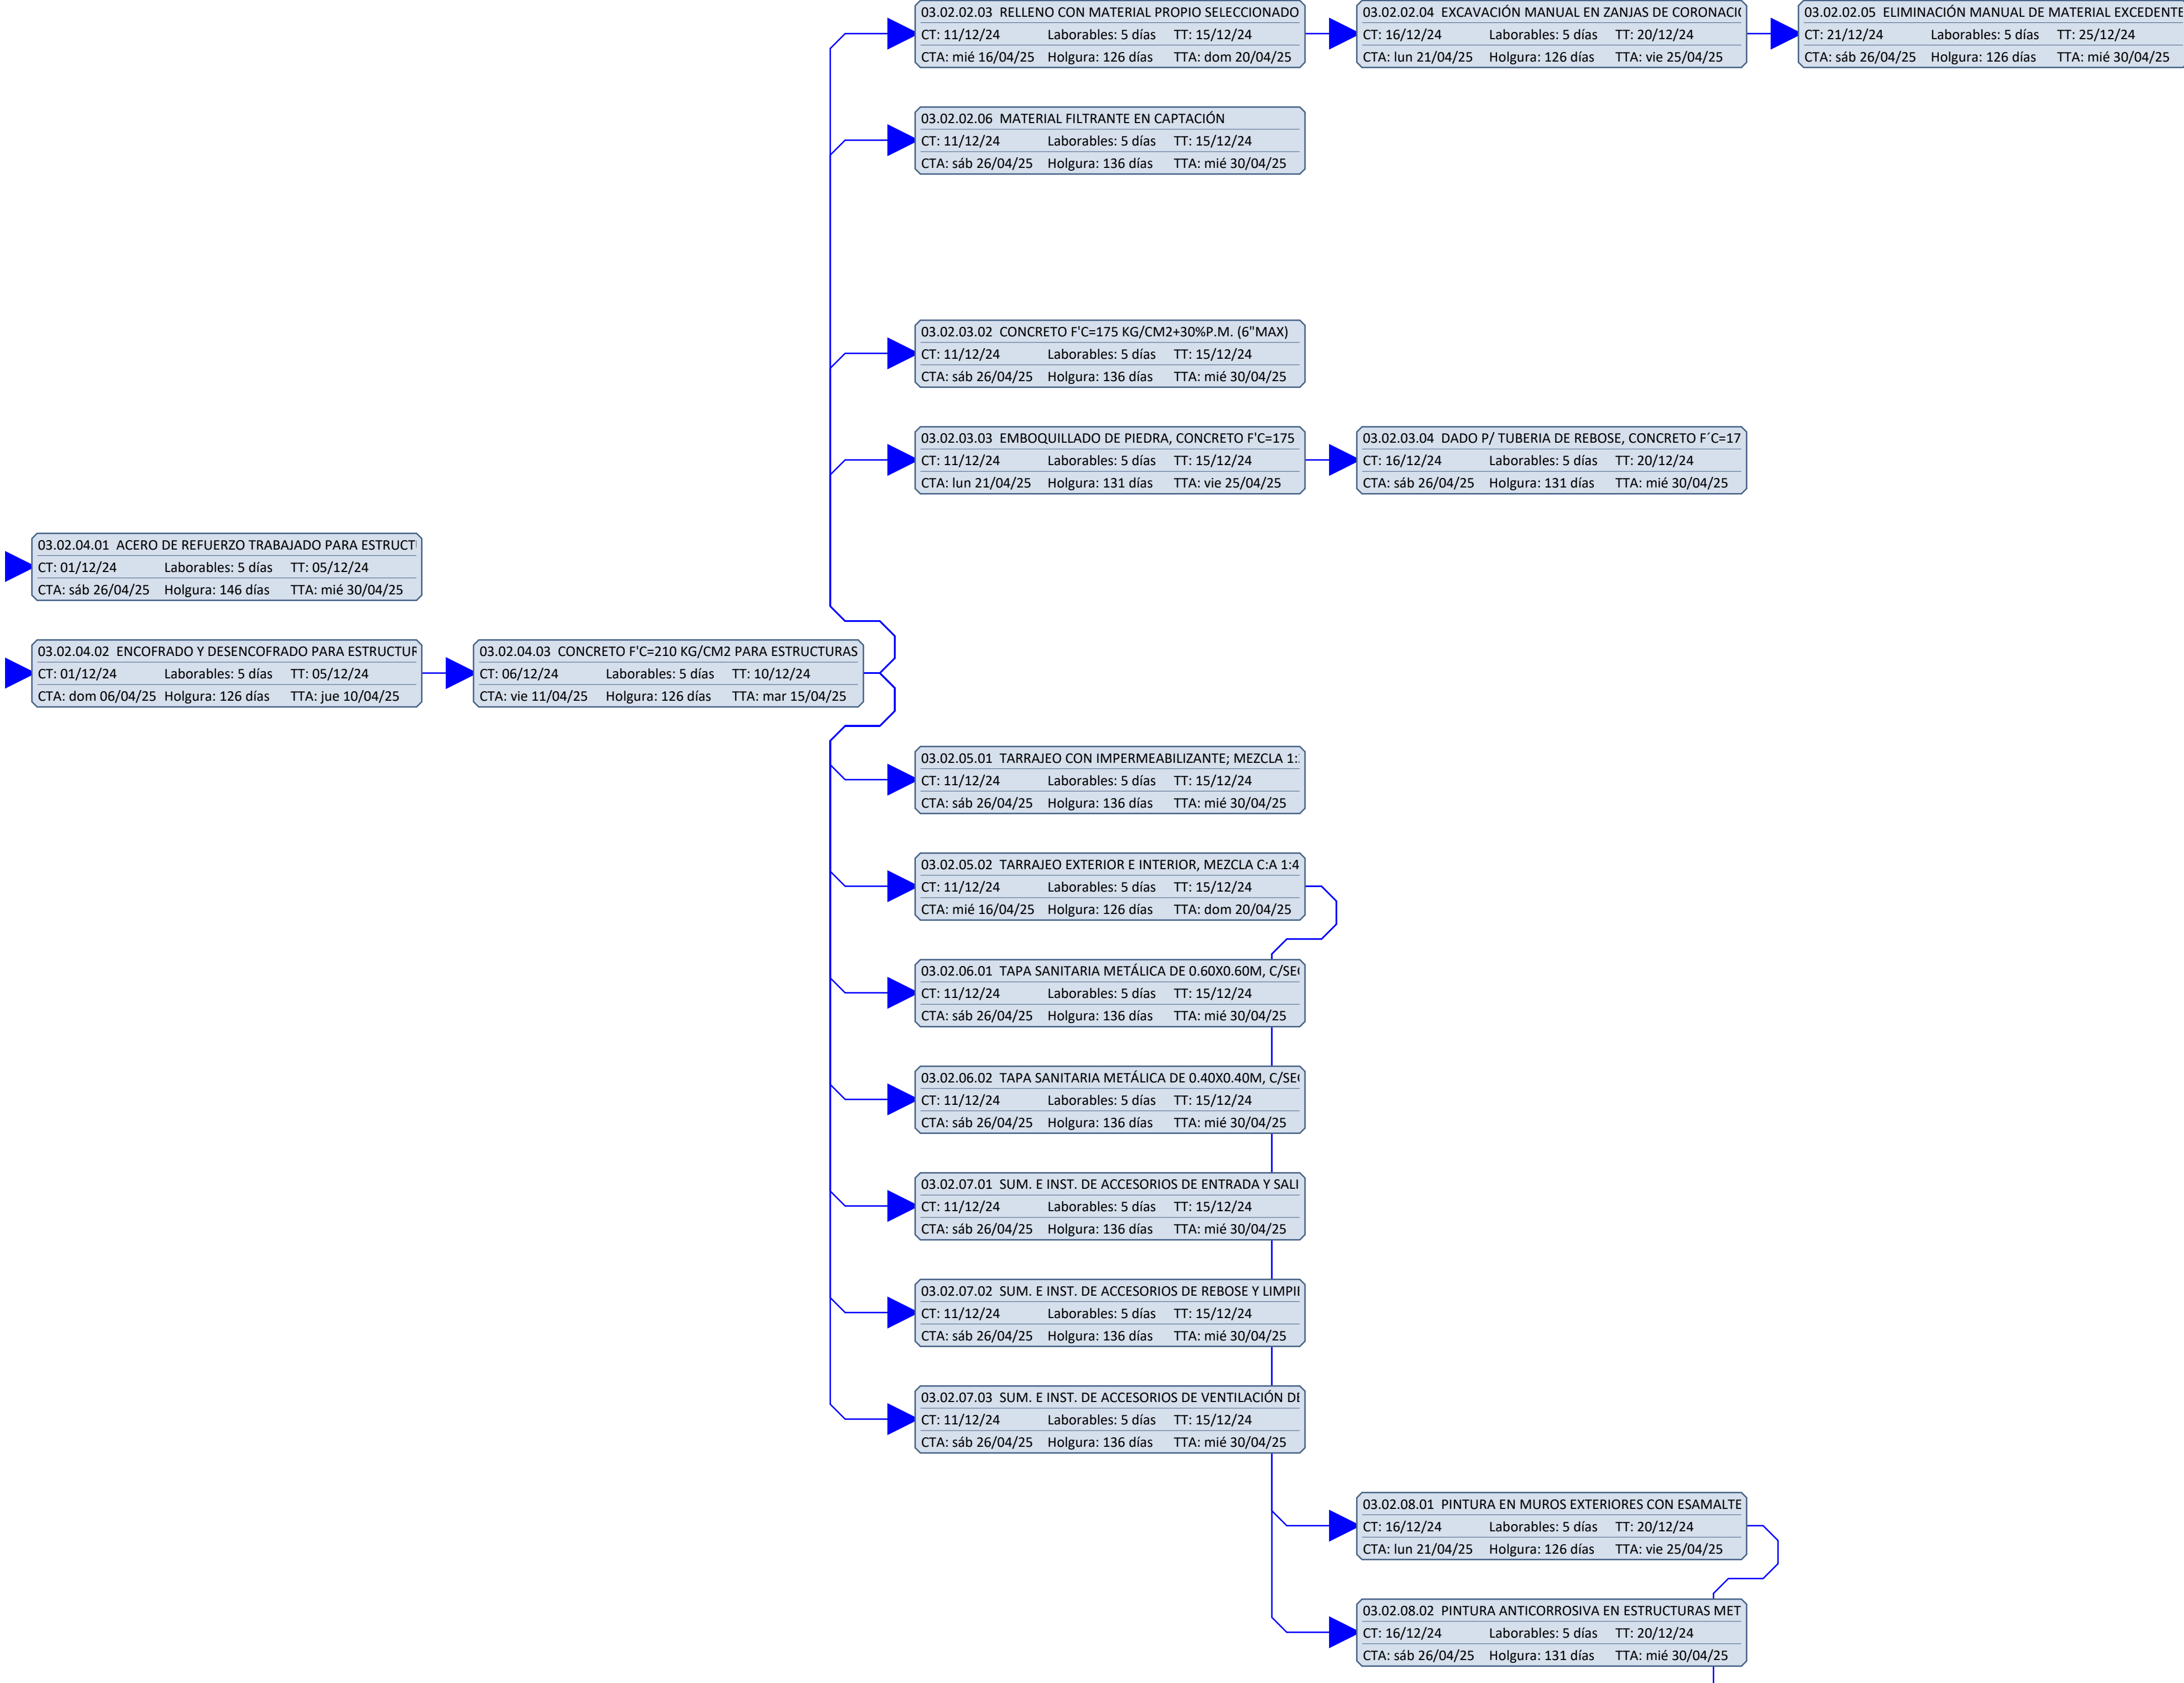 03.02.02.03 RELLENO CON MATERIAL PROPIO SELECCIONADO
CT: 11/12/24 Laborables: 5 días TT: 15/12/24
CTA: mié 16/04/25 Holgura: 126 días TTA: dom 20/04/25
03.02.02.04 EXCAVACIÓN MANUAL EN ZANJAS DE CORONACIÓ
CT: 16/12/24 Laborables: 5 días TT: 20/12/24
CTA: lun 21/04/25 Holgura: 126 días TTA: vie 25/04/25
03.02.02.05 ELIMINACIÓN MANUAL DE MATERIAL EXCEDENTE
CT: 21/12/24 Laborables: 5 días TT: 25/12/24
CTA: sáb 26/04/25 Holgura: 126 días TTA: mié 30/04/25
03.02.02.06 MATERIAL FILTRANTE EN CAPTACIÓN
CT: 11/12/24 Laborables: 5 días TT: 15/12/24
CTA: sáb 26/04/25 Holgura: 136 días TTA: mié 30/04/25
03.02.03.02 CONCRETO F'C=175 KG/CM2+30%P.M. (6"MAX)
CT: 11/12/24 Laborables: 5 días TT: 15/12/24
CTA: sáb 26/04/25 Holgura: 136 días TTA: mié 30/04/25
03.02.03.03 EMBOQUILLADO DE PIEDRA, CONCRETO F'C=175
CT: 11/12/24 Laborables: 5 días TT: 15/12/24
CTA: lun 21/04/25 Holgura: 131 días TTA: vie 25/04/25
03.02.03.04 DADO P/ TUBERIA DE REBOSE, CONCRETO F´C=17
CT: 16/12/24 Laborables: 5 días TT: 20/12/24
CTA: sáb 26/04/25 Holgura: 131 días TTA: mié 30/04/25
03.02.04.01 ACERO DE REFUERZO TRABAJADO PARA ESTRUCTU
CT: 01/12/24 Laborables: 5 días TT: 05/12/24
CTA: sáb 26/04/25 Holgura: 146 días TTA: mié 30/04/25
03.02.04.02 ENCOFRADO Y DESENCOFRADO PARA ESTRUCTUR
CT: 01/12/24 Laborables: 5 días TT: 05/12/24
CTA: dom 06/04/25 Holgura: 126 días TTA: jue 10/04/25
03.02.04.03 CONCRETO F'C=210 KG/CM2 PARA ESTRUCTURAS
CT: 06/12/24 Laborables: 5 días TT: 10/12/24
CTA: vie 11/04/25 Holgura: 126 días TTA: mar 15/04/25
03.02.05.01 TARRAJEO CON IMPERMEABILIZANTE; MEZCLA 1:
CT: 11/12/24 Laborables: 5 días TT: 15/12/24
CTA: sáb 26/04/25 Holgura: 136 días TTA: mié 30/04/25
03.02.05.02 TARRAJEO EXTERIOR E INTERIOR, MEZCLA C:A 1:4
CT: 11/12/24 Laborables: 5 días TT: 15/12/24
CTA: mié 16/04/25 Holgura: 126 días TTA: dom 20/04/25
03.02.06.01 TAPA SANITARIA METÁLICA DE 0.60X0.60M, C/SEG
CT: 11/12/24 Laborables: 5 días TT: 15/12/24
CTA: sáb 26/04/25 Holgura: 136 días TTA: mié 30/04/25
03.02.06.02 TAPA SANITARIA METÁLICA DE 0.40X0.40M, C/SEG
CT: 11/12/24 Laborables: 5 días TT: 15/12/24
CTA: sáb 26/04/25 Holgura: 136 días TTA: mié 30/04/25
03.02.07.01 SUM. E INST. DE ACCESORIOS DE ENTRADA Y SALI
CT: 11/12/24 Laborables: 5 días TT: 15/12/24
CTA: sáb 26/04/25 Holgura: 136 días TTA: mié 30/04/25
03.02.07.02 SUM. E INST. DE ACCESORIOS DE REBOSE Y LIMPIE
CT: 11/12/24 Laborables: 5 días TT: 15/12/24
CTA: sáb 26/04/25 Holgura: 136 días TTA: mié 30/04/25
03.02.07.03 SUM. E INST. DE ACCESORIOS DE VENTILACIÓN DE
CT: 11/12/24 Laborables: 5 días TT: 15/12/24
CTA: sáb 26/04/25 Holgura: 136 días TTA: mié 30/04/25
03.02.08.01 PINTURA EN MUROS EXTERIORES CON ESAMALTE
CT: 16/12/24 Laborables: 5 días TT: 20/12/24
CTA: lun 21/04/25 Holgura: 126 días TTA: vie 25/04/25
03.02.08.02 PINTURA ANTICORROSIVA EN ESTRUCTURAS MET
CT: 16/12/24 Laborables: 5 días TT: 20/12/24
CTA: sáb 26/04/25 Holgura: 131 días TTA: mié 30/04/25